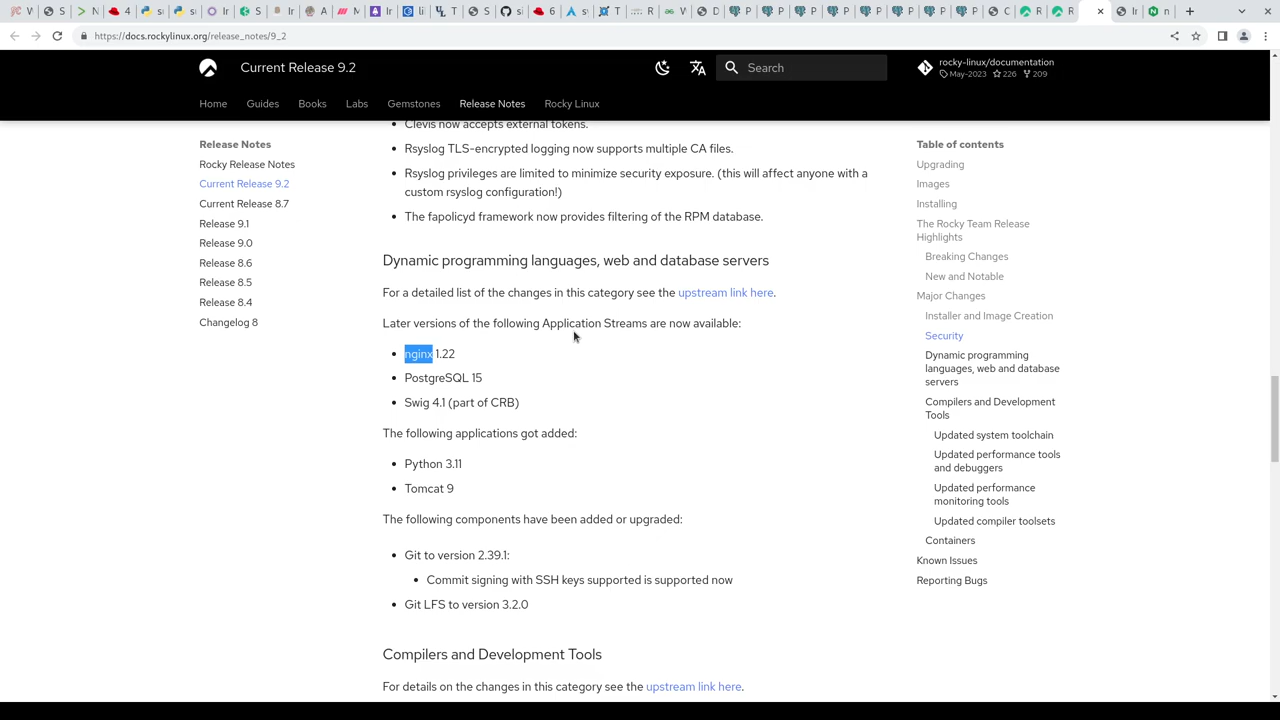 https://docs.rockylinux.org/release_notes/9_2
Current Release 9.2
Search
rocky-linux/documentation
May-2023 226 209
Home Guides Books Labs Gemstones Release Notes Rocky Linux
Release Notes
Rocky Release Notes
Current Release 9.2
Current Release 8.7
Release 9.1
Release 9.0
Release 8.6
Release 8.5
Release 8.4
Changelog 8
Clevis now accepts external tokens.
Rsyslog TLS-encrypted logging now supports multiple CA files.
Rsyslog privileges are limited to minimize security exposure. (this will affect anyone with a
custom rsyslog configuration!)
The fapolicyd framework now provides filtering of the RPM database.
Dynamic programming languages, web and database servers
For a detailed list of the changes in this category see the upstream link here.
Later versions of the following Application Streams are now available:
nginx 1.22
PostgreSQL 15
Swig 4.1 (part of CRB)
The following applications got added:
Python 3.11
Tomcat 9
The following components have been added or upgraded:
Git to version 2.39.1:
Commit signing with SSH keys supported is supported now
Git LFS to version 3.2.0
Compilers and Development Tools
For details on the changes in this category see the upstream link here.
Table of contents
Upgrading
Images
Installing
The Rocky Team Release
Highlights
Breaking Changes
New and Notable
Major Changes
Installer and Image Creation
Security
Dynamic programming
languages, web and database
servers
Compilers and Development
Tools
Updated system toolchain
Updated performance tools
and debuggers
Updated performance
monitoring tools
Updated compiler toolsets
Containers
Known Issues
Reporting Bugs